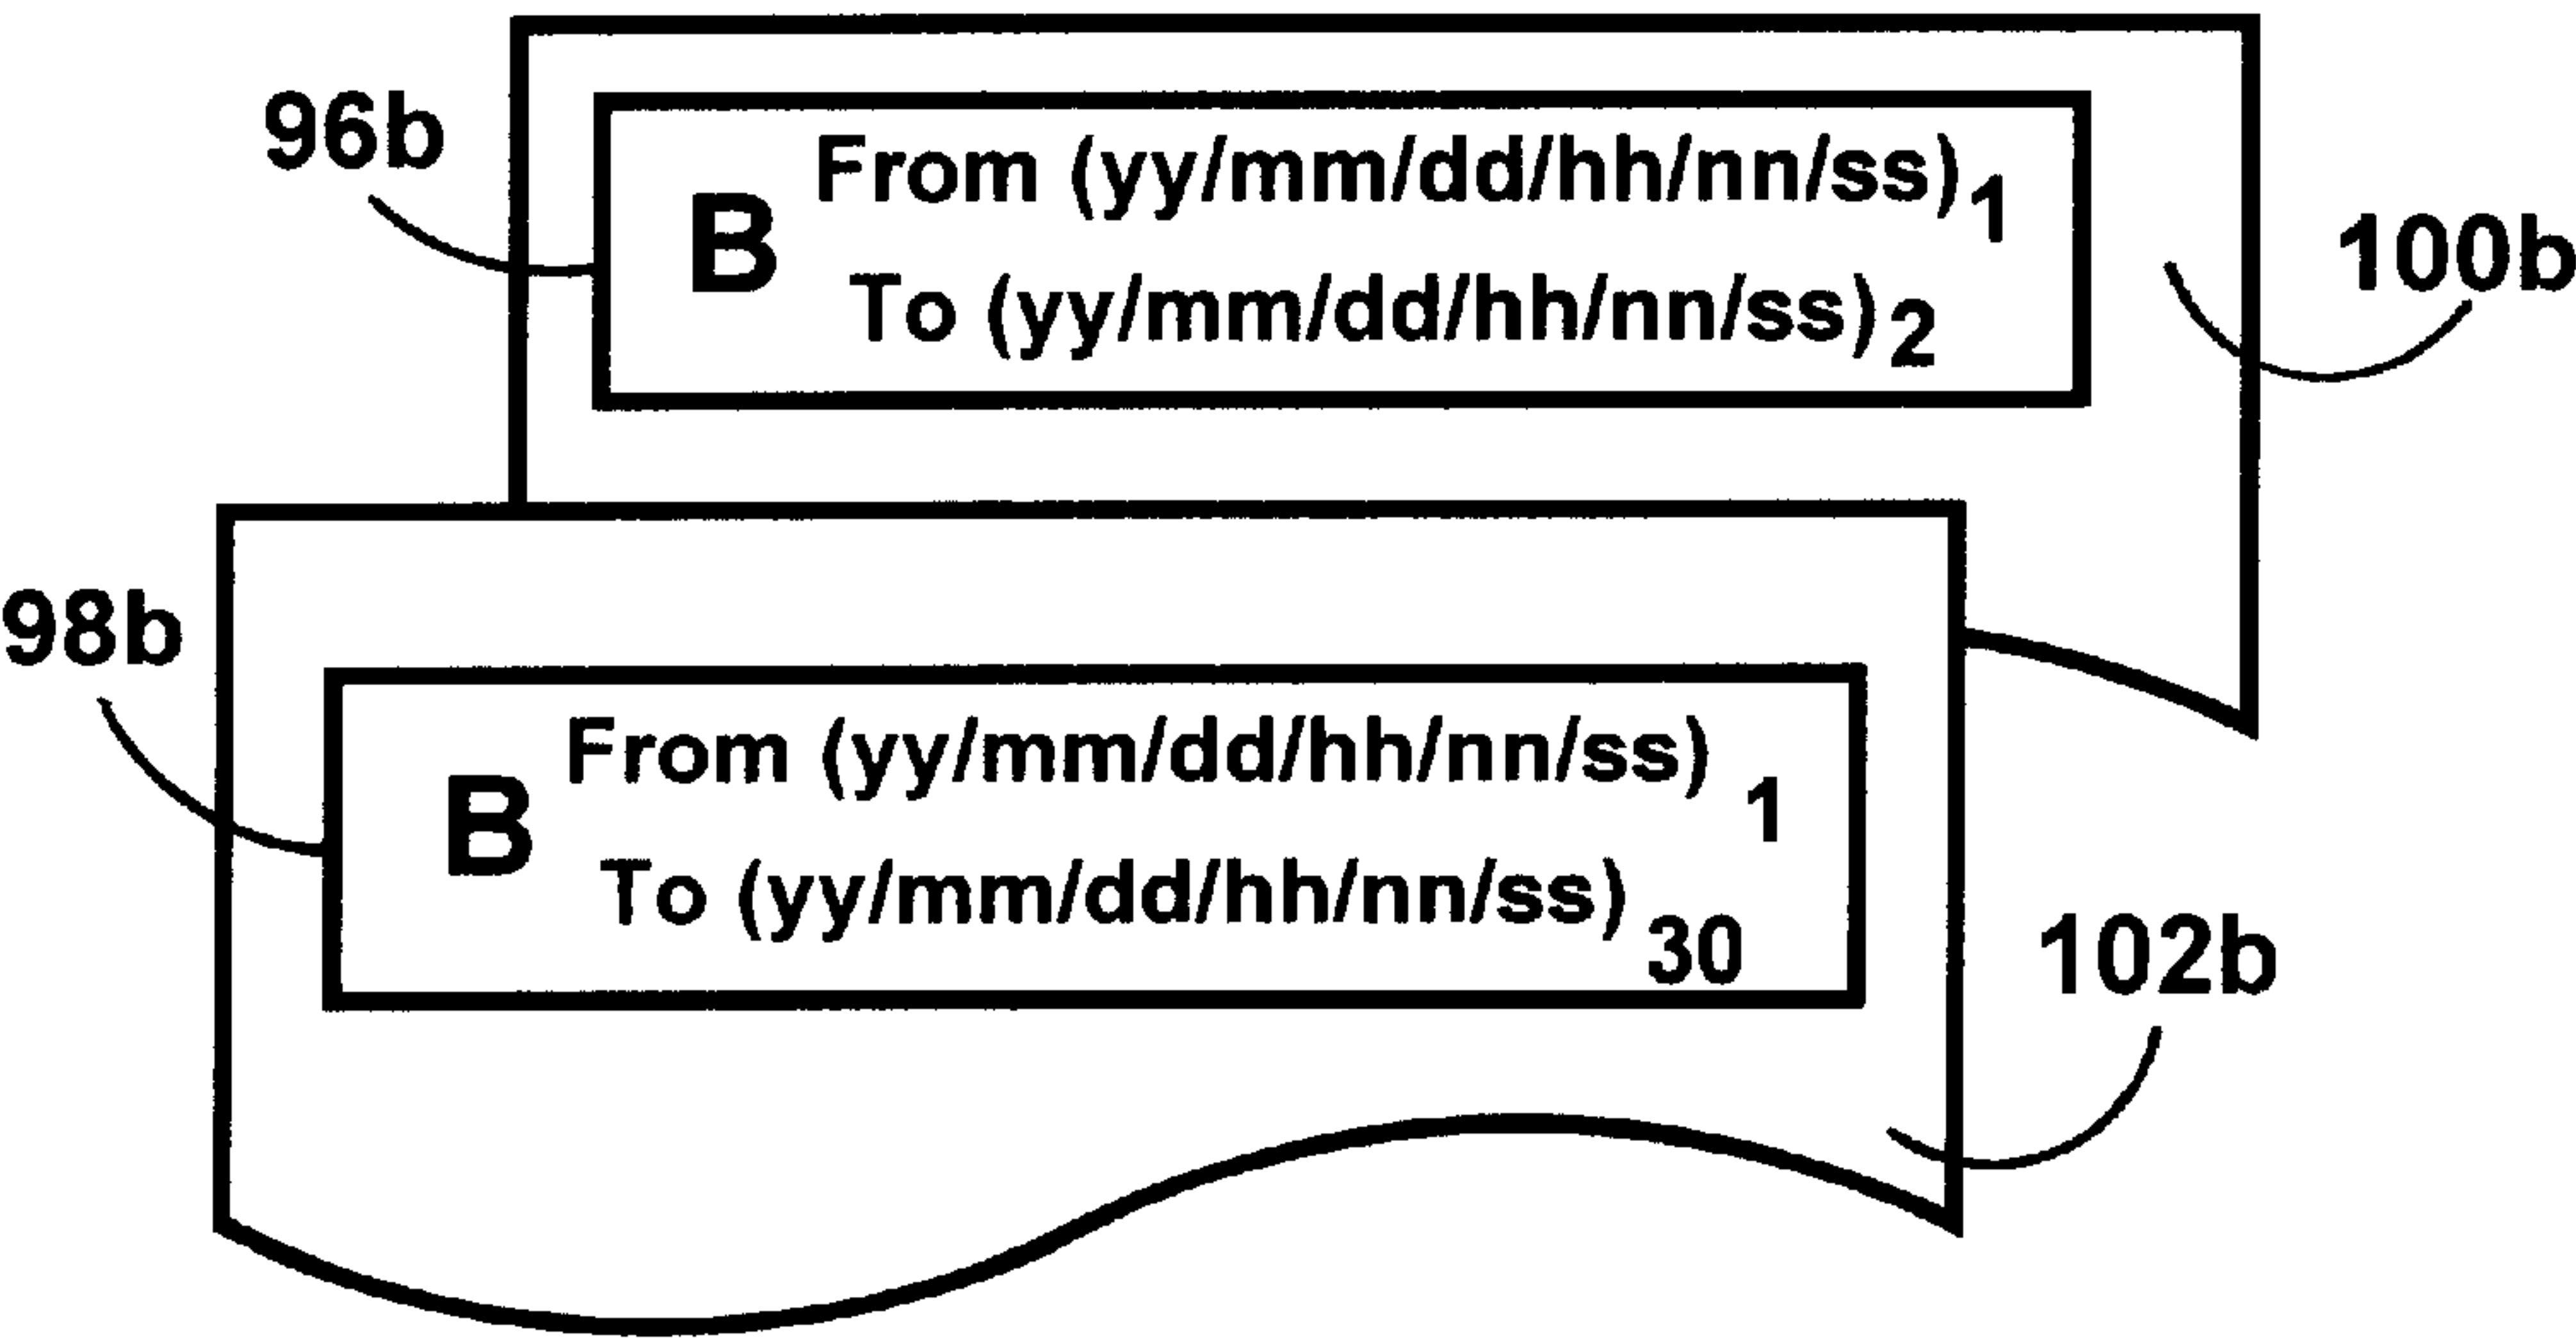 96b
B From (yy/mm/dd/hh/nn/ss)1
To (yy/mm/dd/hh/nn/ss)2
100b
98b
B From (yy/mm/dd/hh/nn/ss) 1
To (yy/mm/dd/hh/nn/ss) 30
102b